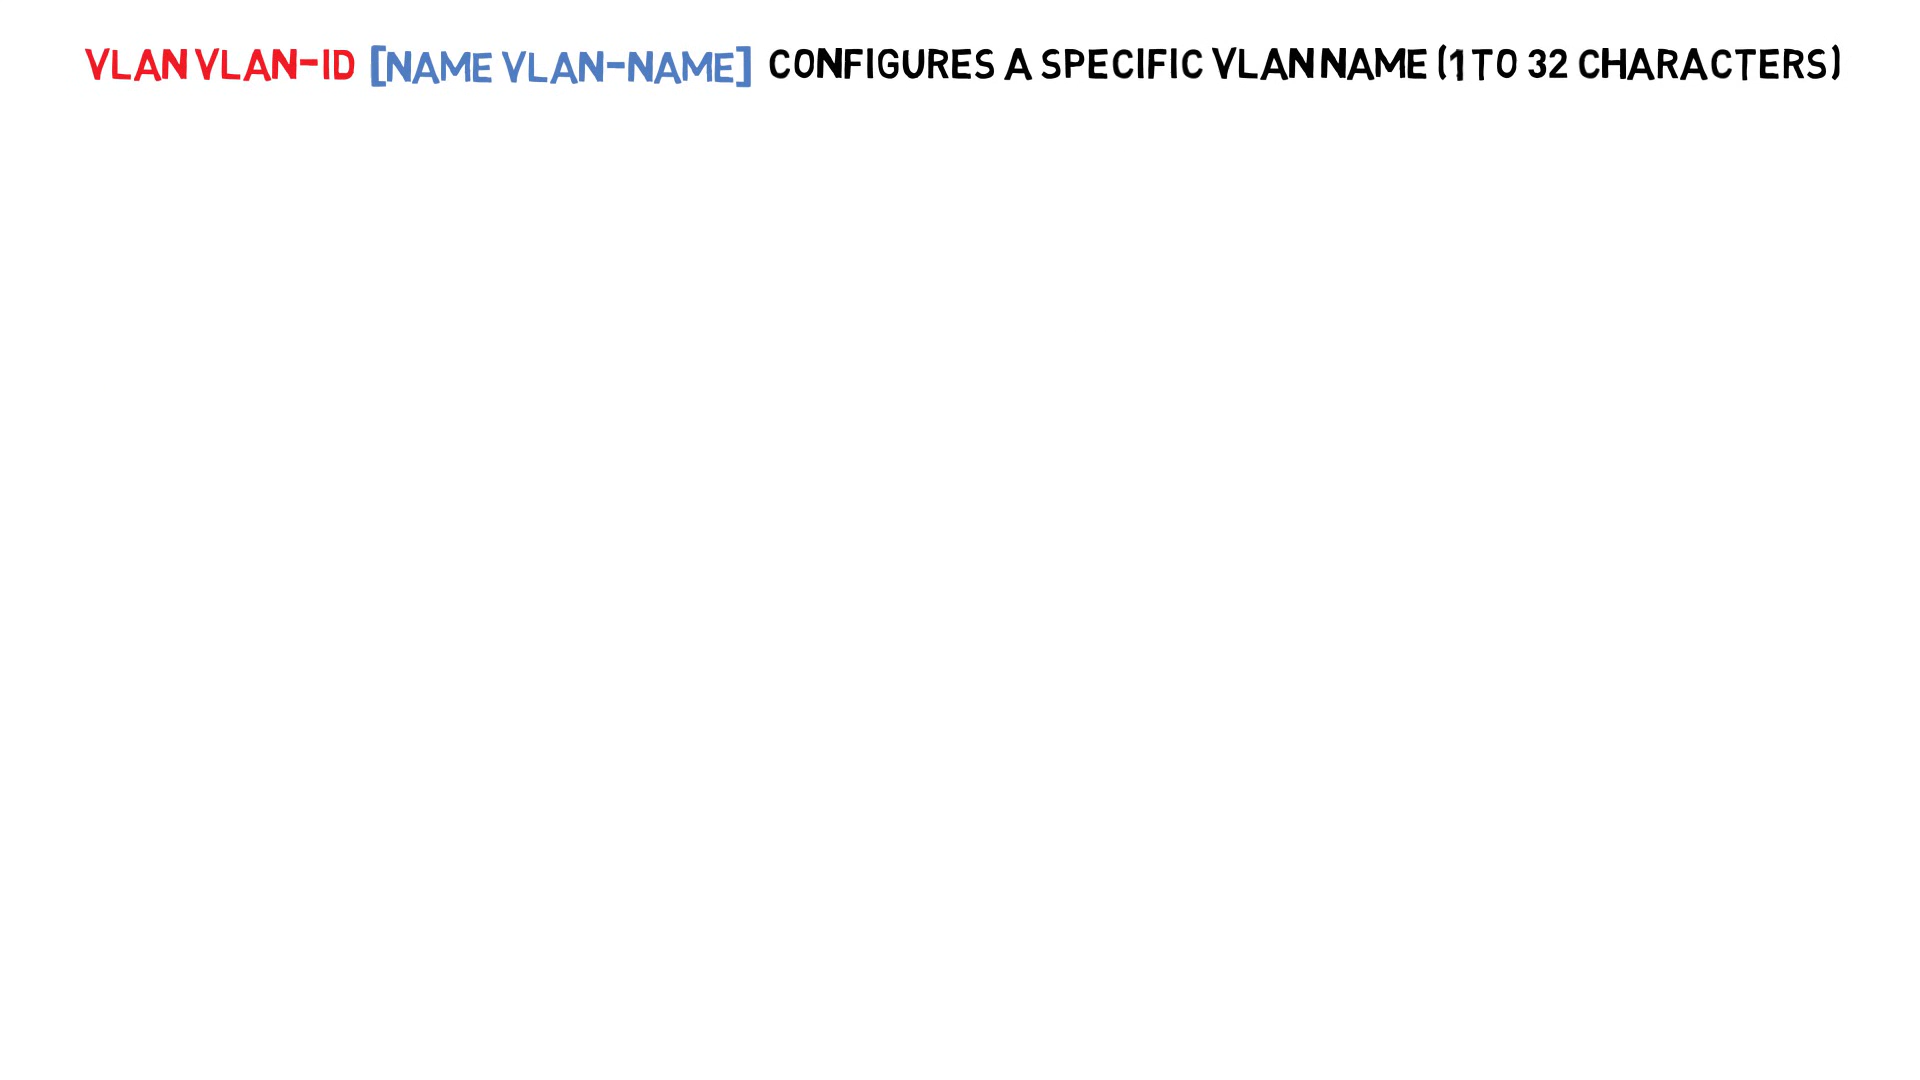 VLAN VLAN-ID [NAME VLAN-NAME] CONFIGURES A SPECIFIC VLAN NAME (1 TO 32 CHARACTERS)